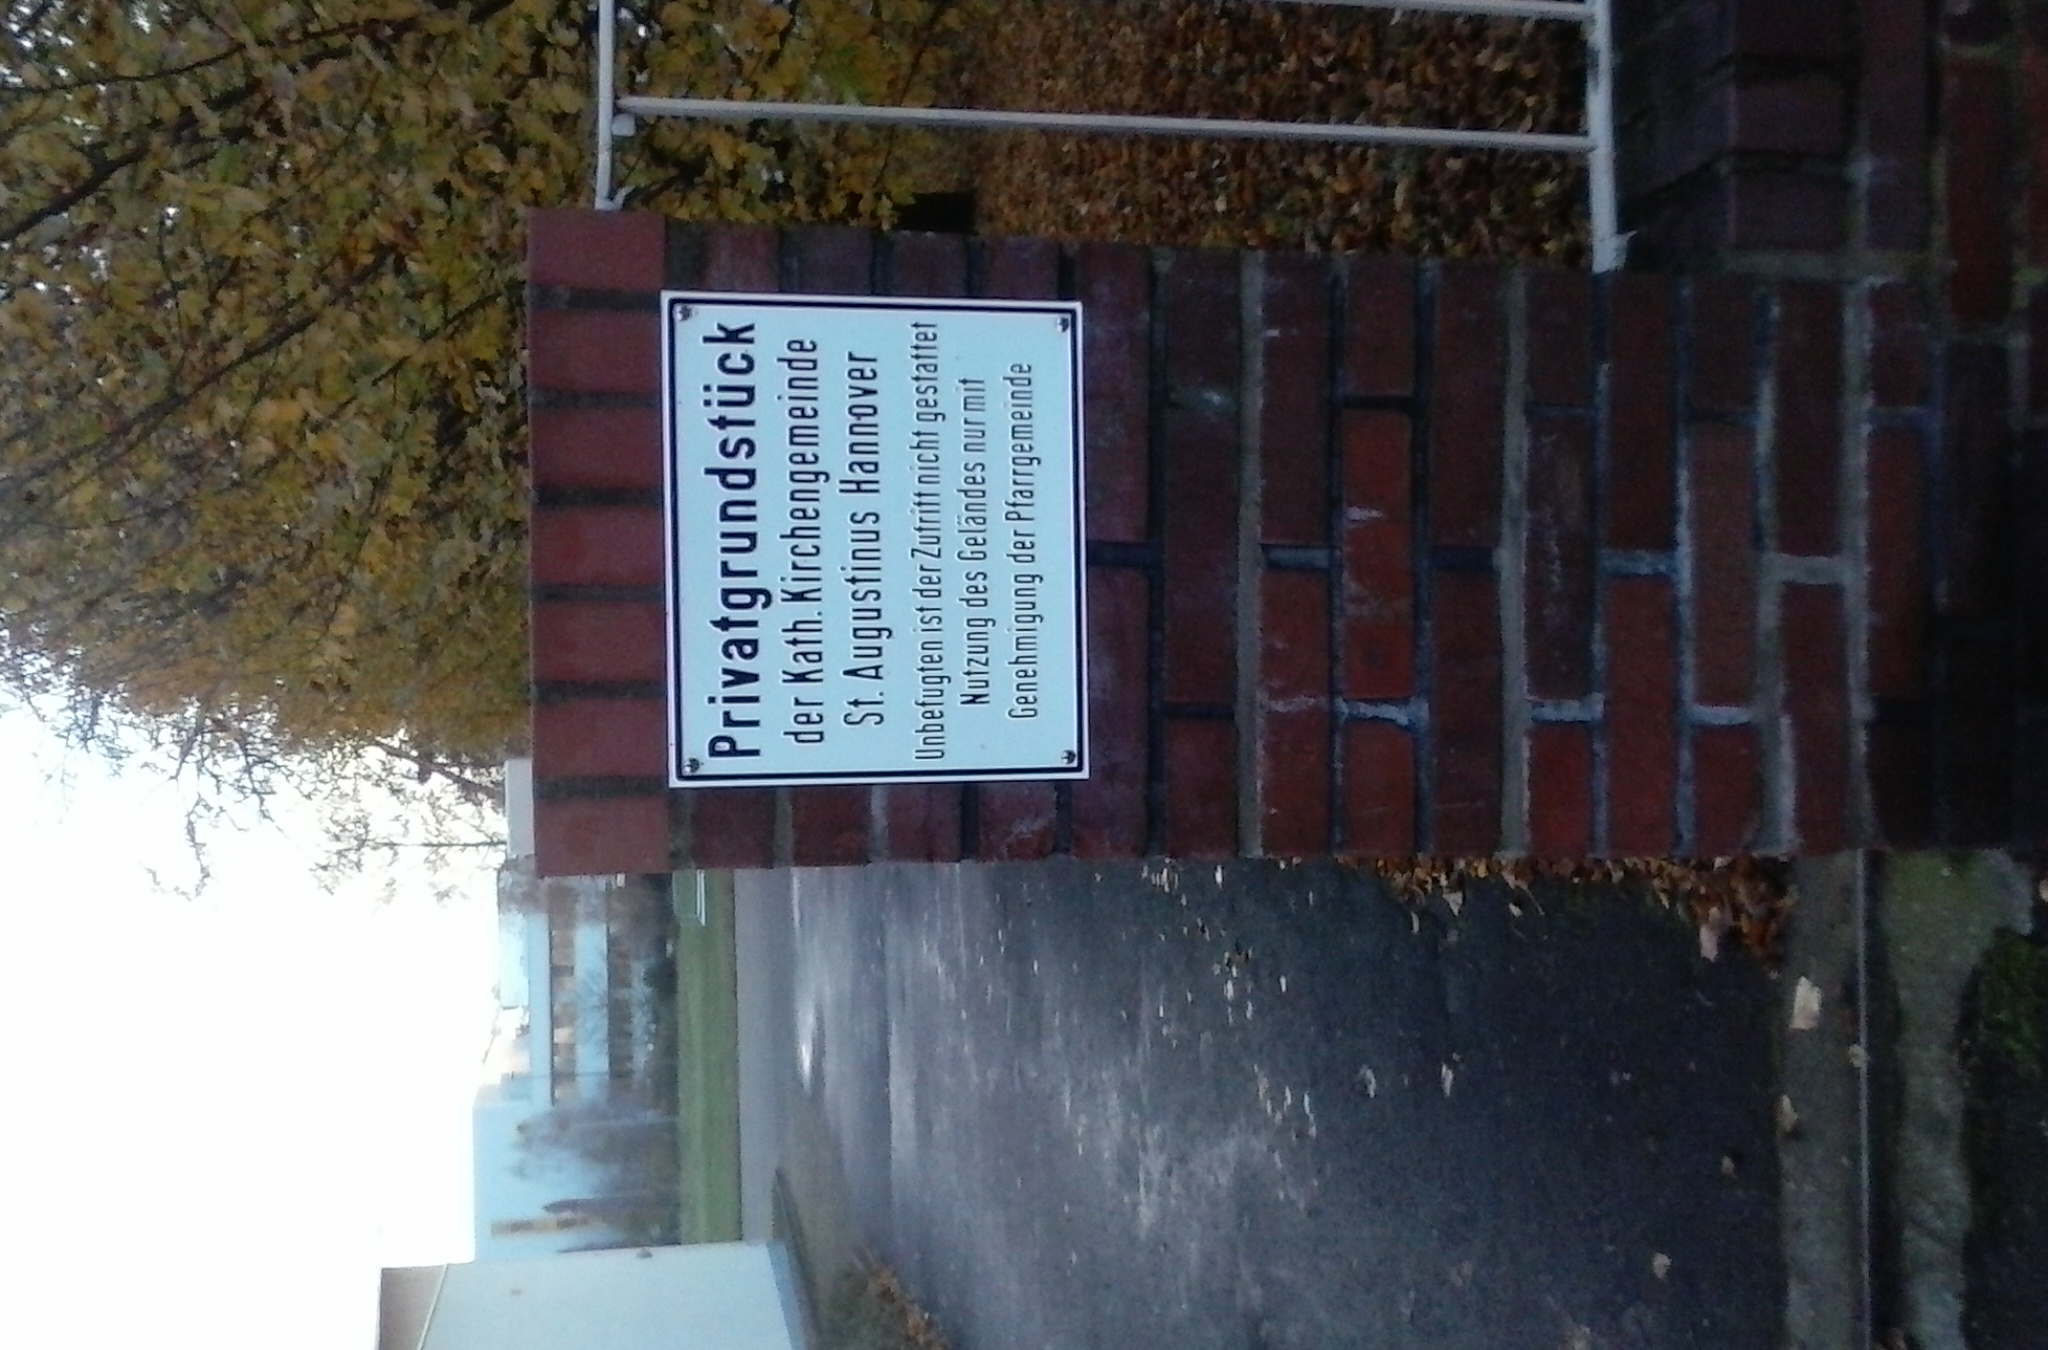 Privatgrundstück
der Kath. Kirchengemeinde
St. Augustinus Hannover
Unbefugten ist der Zutritt nicht gestattet
Nutzung des Geländes nur mit
Genehmigung der Pfarrgemeinde